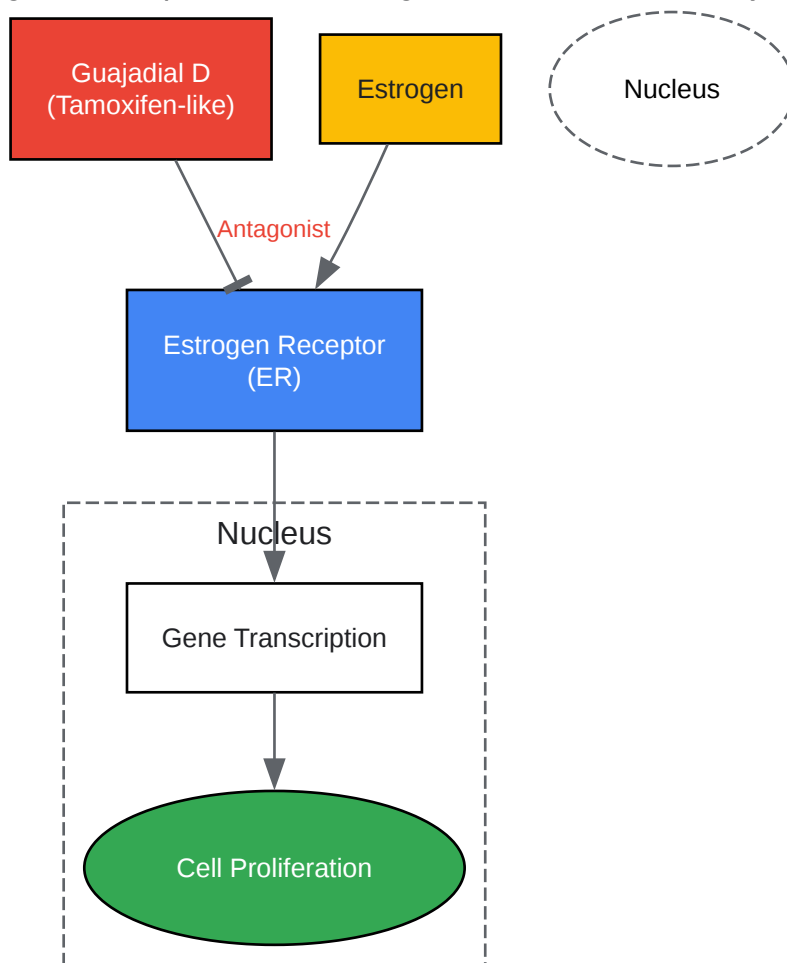 Guajadial D
(Tamoxifen-like)
Estrogen
Nucleus
Antagonist
Estrogen Receptor
(ER)
Nucleus
Gene Transcription
Cell Proliferation